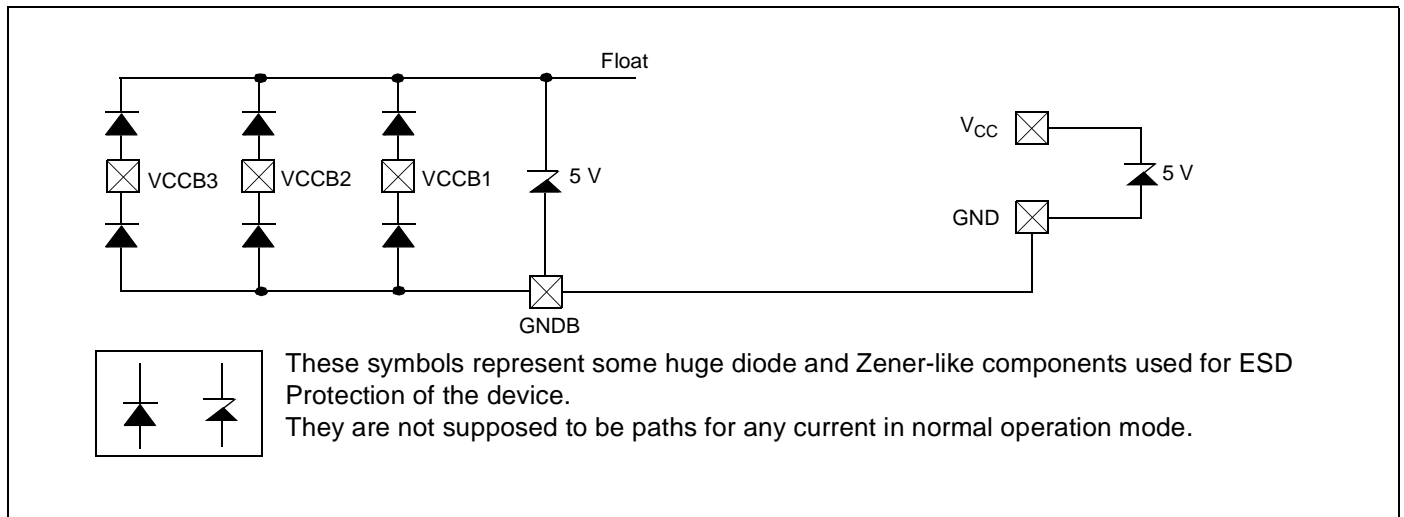 Float
VCCB3
VCCB2
VCCB1
5 V
VCC
5 V
GND
GNDB
These symbols represent some huge diode and Zener-like components used for ESD
Protection of the device.
They are not supposed to be paths for any current in normal operation mode.